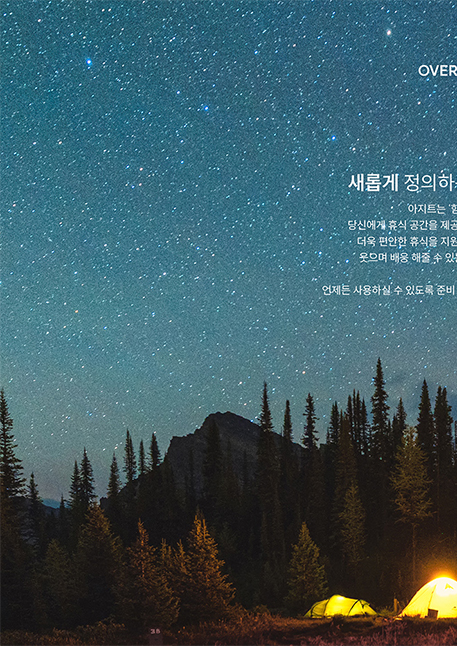 OVER
새롭게 정의하
아지트는
당신에게 휴식 공간을 제공
더욱 편안한 휴식을 지원
웃으며 배웅 해줄 수 있는
언제든 사용하실 수 있도록 준비